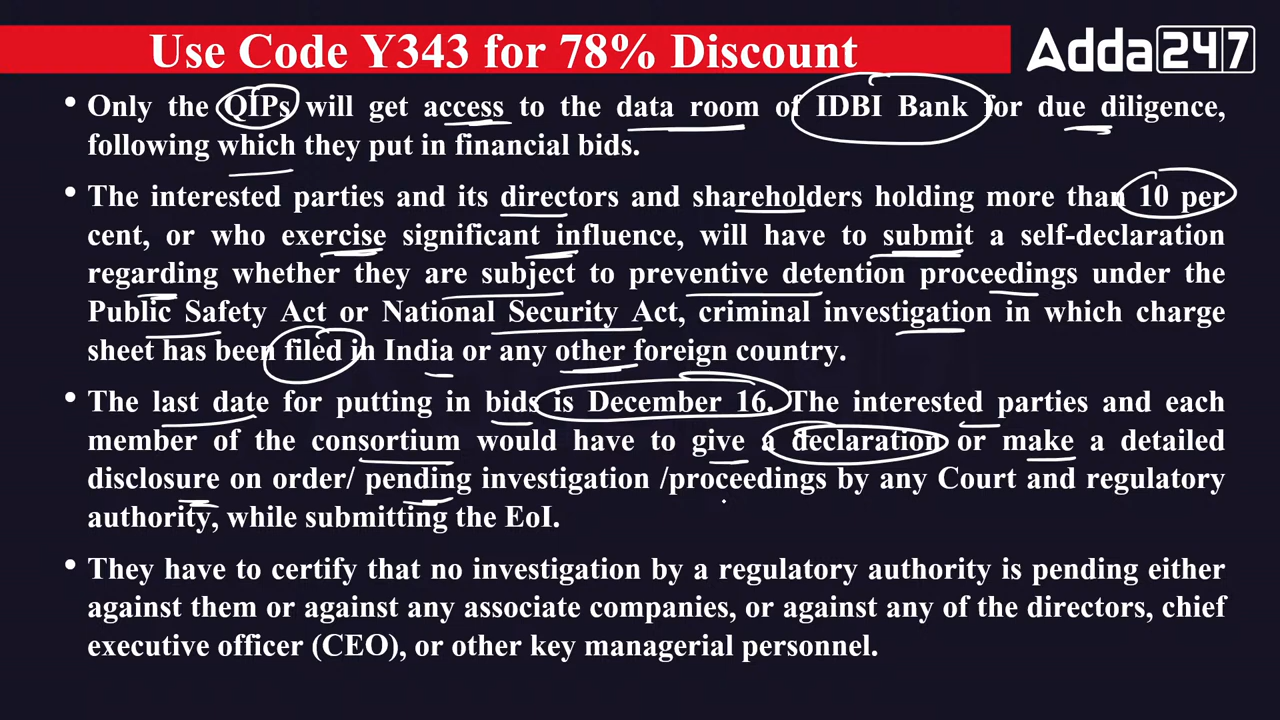 Use Code Y343 for 78% Discount
Adda247
• Only the QIPs will get access to the data room of IDBI Bank for due diligence,
following which they put in financial bids.
• The interested parties and its directors and shareholders holding more than 10 per
cent, or who exercise significant influence, will have to submit a self-declaration
regarding whether they are subject to preventive detention proceedings under the
Public Safety Act or National Security Act, criminal investigation in which charge
sheet has been filed in India or any other foreign country.
• The last date for putting in bids is December 16. The interested parties and each
member of the consortium would have to give a declaration or make a detailed
disclosure on order/ pending investigation /proceedings by any Court and regulatory
authority, while submitting the EoI.
• They have to certify that no investigation by a regulatory authority is pending either
against them or against any associate companies, or against any of the directors, chief
executive officer (CEO), or other key managerial personnel.